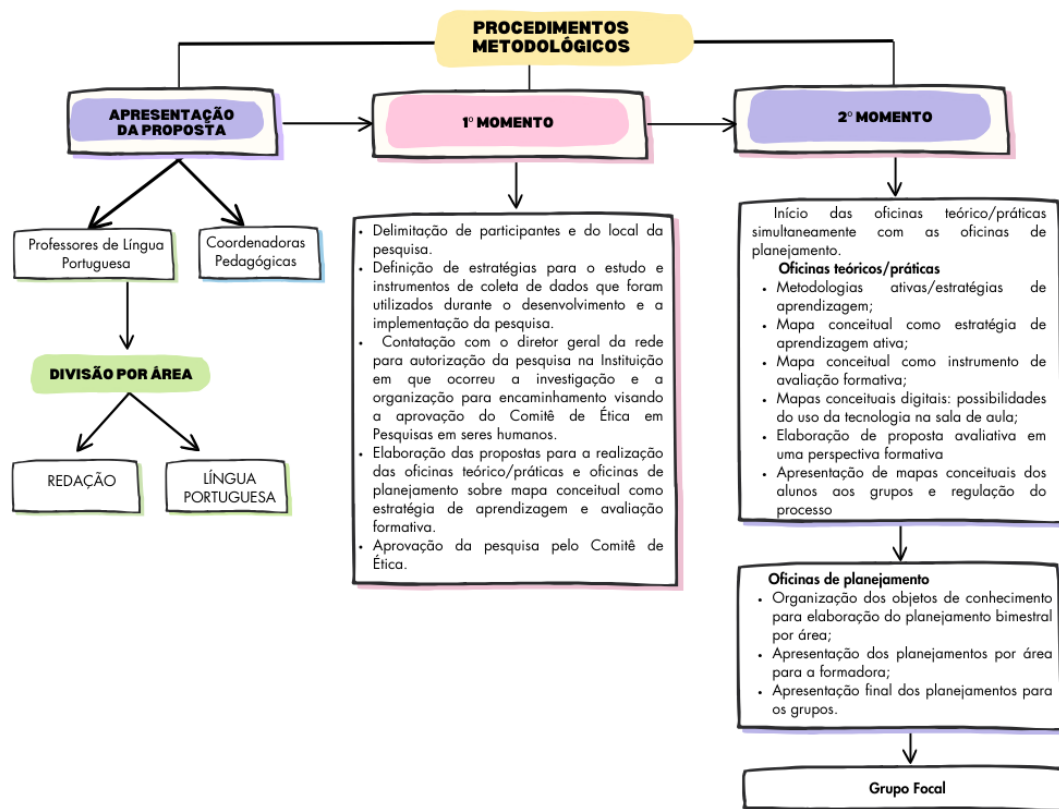 PROCEDIMENTOS
METODOLÓGICOS
APRESENTAÇÃO
DA PROPOSTA
1º MOMENTO
2º MOMENTO
Professores de Língua
Portuguesa
Coordenadoras
Pedagógicas
DIVISÃO POR ÁREA
REDAÇÃO
LÍNGUA
PORTUGUESA
• Delimitação de participantes e do local da
pesquisa.
• Definição de estratégias para o estudo e
instrumentos de coleta de dados que foram
utilizados durante o desenvolvimento e a
implementação da pesquisa.
• Contatação com o diretor geral da rede
para autorização da pesquisa na Instituição
em que ocorreu a investigação e a
organização para encaminhamento visando
a aprovação do Comitê de Ética em
Pesquisas em seres humanos.
• Elaboração das propostas para a realização
das oficinas teórico/práticas e oficinas de
planejamento sobre mapa conceitual como
estratégia de aprendizagem e avaliação
formativa.
• Aprovação da pesquisa pelo Comitê de
Ética.
Início das oficinas teórico/práticas
simultaneamente com as oficinas de
planejamento.
Oficinas teóricos/práticas
• Metodologias ativas/estratégias de
aprendizagem;
• Mapa conceitual como estratégia de
aprendizagem ativa;
• Mapa conceitual como instrumento de
avaliação formativa;
• Mapas conceituais digitais: possibilidades
do uso da tecnologia na sala de aula;
• Elaboração de proposta avaliativa em
uma perspectiva formativa
• Apresentação de mapas conceituais dos
alunos aos grupos e regulação do
processo
Oficinas de planejamento
• Organização dos objetos de conhecimento
para elaboração do planejamento bimestral
por área;
• Apresentação dos planejamentos por área
para a formadora;
• Apresentação final dos planejamentos para
os grupos.
Grupo Focal